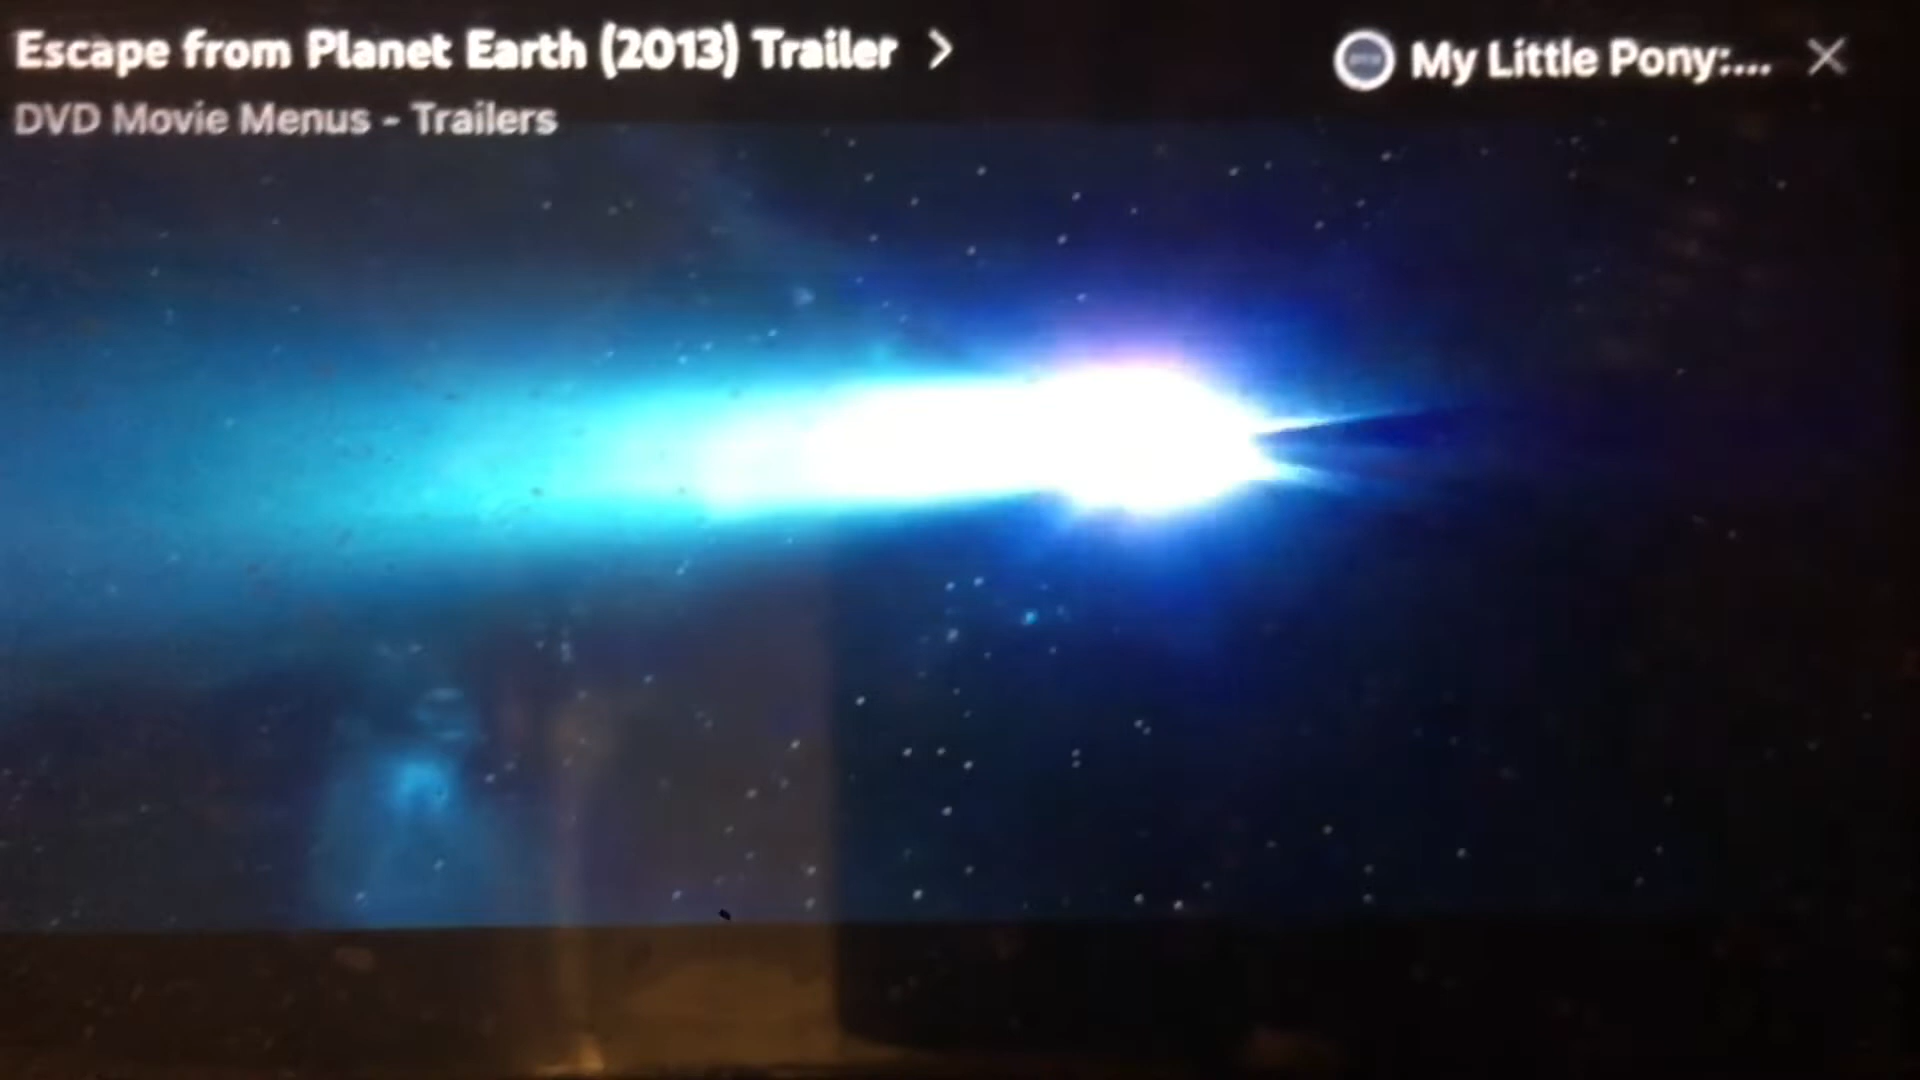 Escape from Planet Earth (2013) Trailer
DVD Movie Menus - Trailers
My Little Pony:....